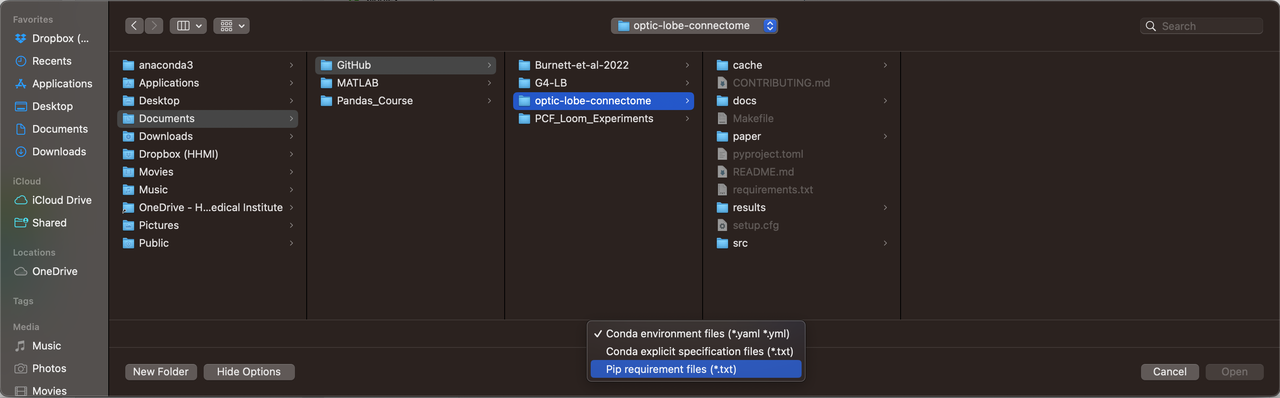 Favorites
Dropbox (...
Recents
Applications
Desktop
Documents
Downloads
iCloud
iCloud Drive
Shared
Locations
OneDrive
Tags
Media
Music
Photos
Movies
optic-lobe-connectome
Search
anaconda3
Applications
Desktop
Documents
Downloads
Dropbox (HHMI)
Movies
Music
OneDrive - H...edical Institute
Pictures
Public
GitHub
MATLAB
Pandas_Course
Burnett-et-al-2022
G4-LB
optic-lobe-connectome
PCF_Loom_Experiments
cache
CONTRIBUTING.md
docs
Makefile
paper
pyproject.toml
README.md
requirements.txt
results
setup.cfg
src
Conda environment files (*.yaml *.yml)
Conda explicit specification files (*.txt)
Pip requirement files (*.txt)
New Folder
Hide Options
Cancel
Open